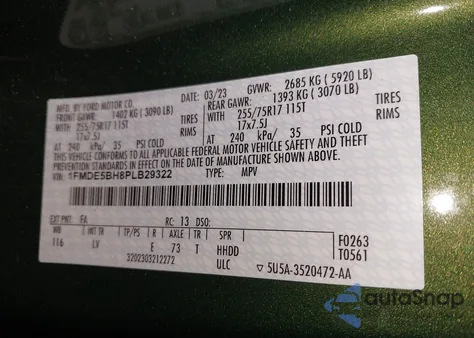 MFD. BY FORD MOTOR CO. 03/23 GVWR: 2685 KG (5920 LB)
FRONT GAWR: 1402 KG (3090 LB) REAR GAWR: 1393 KG (3070 LB)
WITH 255/75R17 115T TIRES WITH 255/75R17 115T TIRES
17x7.5J RIMS 17x7.5J RIMS
AT 240 kPa/ 35 PSI COLD AT 240 kPa/ 35 PSI COLD
THIS VEHICLE CONFORMS TO ALL APPLICABLE FEDERAL MOTOR VEHICLE SAFETY, BUMPER, AND THEFT
PREVENTION STANDARDS IN EFFECT ON THE DATE OF MANUFACTURE SHOWN ABOVE.
1FMDE5BH8PLB29322 TYPE: MPV
EXT PNT: FA RC: 13 DSO:
WB INT TR TP/PS R AXLE TR SPR F0263
116 LV E 73 T HHDD T0561
3202303212272 ULC 5U5A-3520472-AA
autoSnap